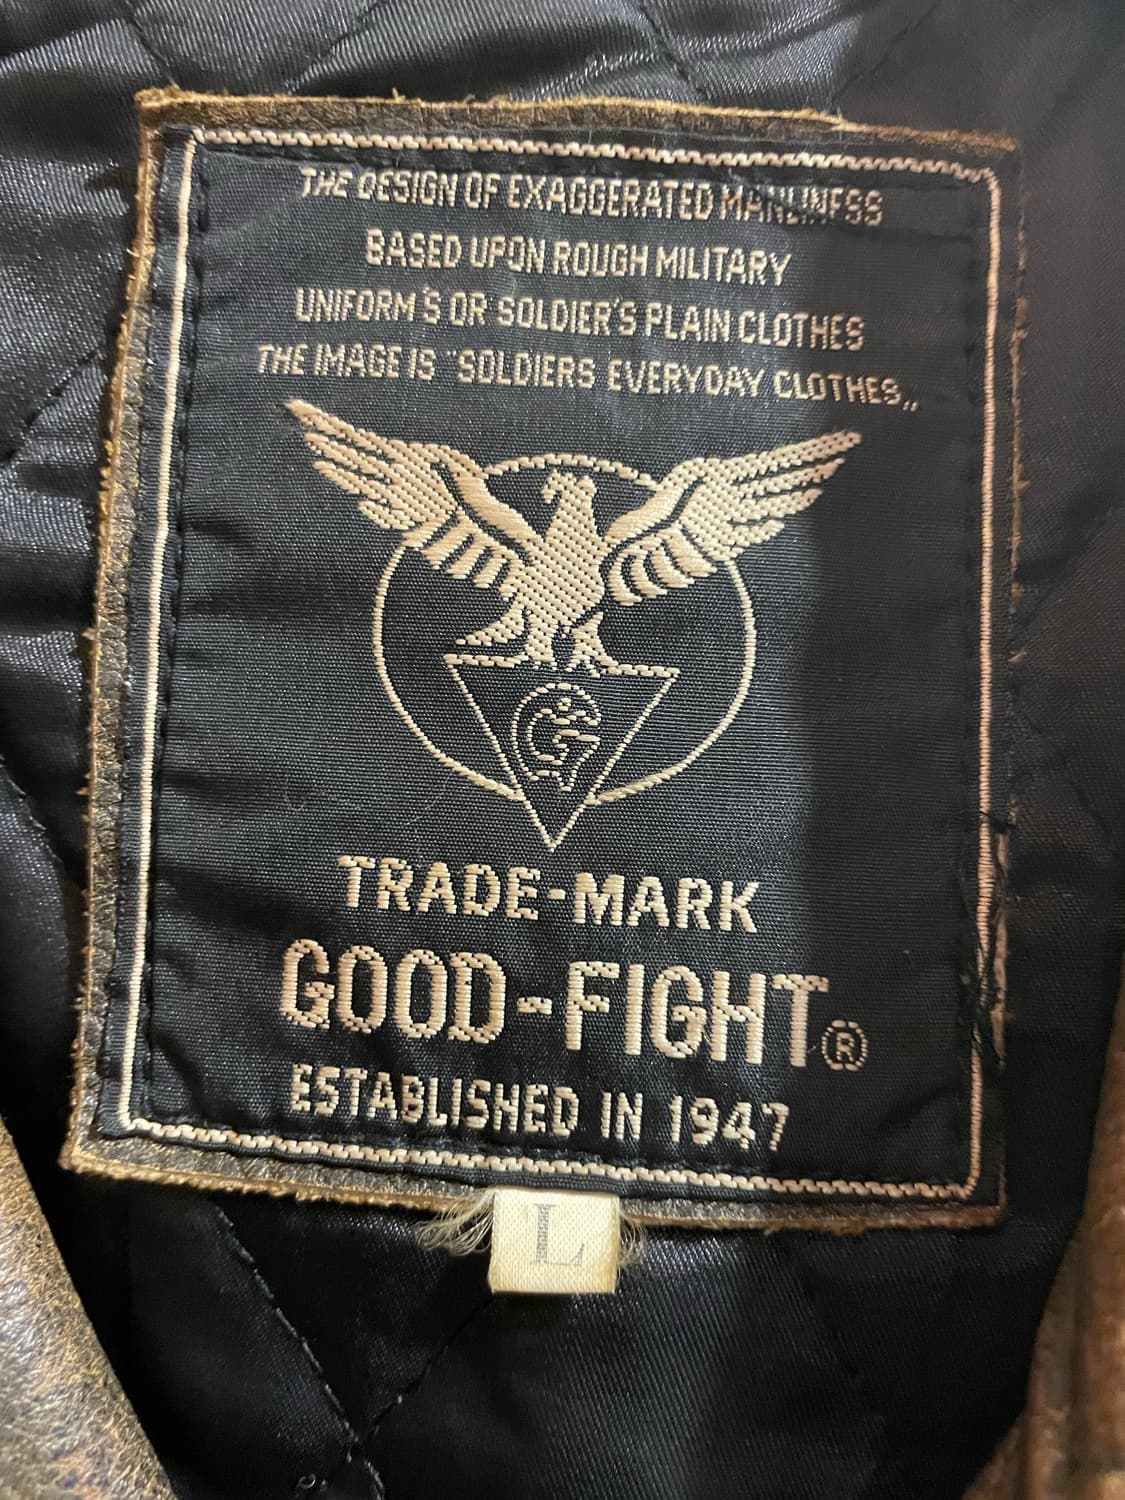 THE DESIGN OF EXAGGERATED MANLINESS
BASED UPON ROUGH MILITARY
UNIFORM'S OR SOLDIER'S PLAIN CLOTHES
THE IMAGE IS "SOLDIERS EVERYDAY CLOTHES„
G
TRADE-MARK
GOOD-FIGHT®
ESTABLISHED IN 1947
L